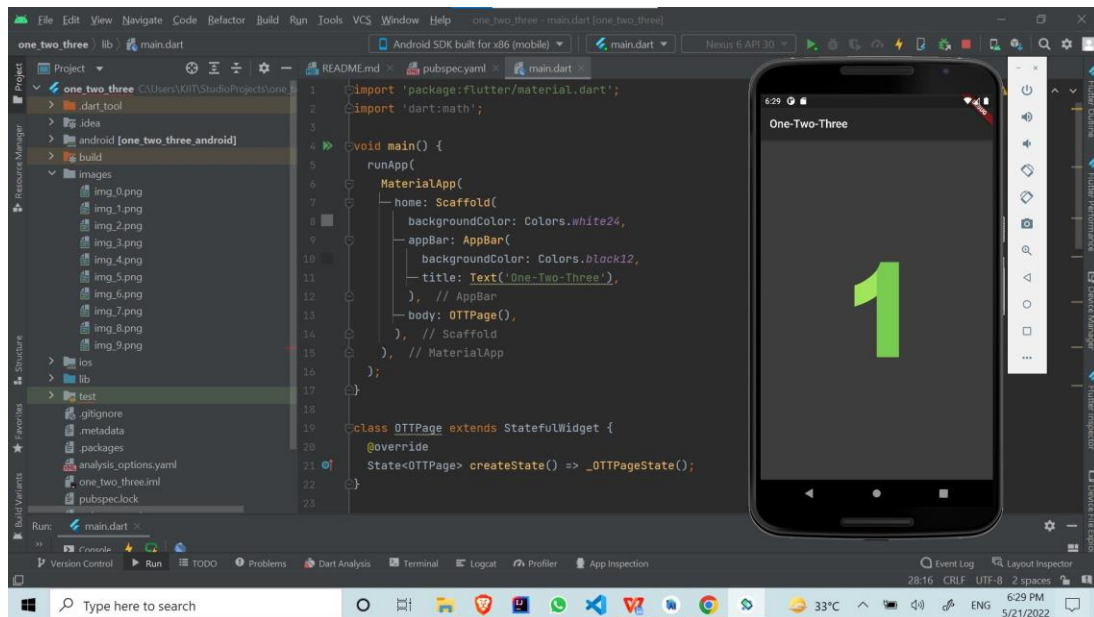 File Edit View Navigate Code Refactor Build Run Tools VCS Window Help one_two_three - main.dart [one_two_three]
one_two_three lib main.dart Android SDK built for x86 (mobile) main.dart Nexus 6 API 30
Project README.md pubspec.yaml main.dart
one_two_three C:\Users\KIIT\StudioProjects\one_t
.dart_tool
.idea
android [one_two_three_android]
build
images
img_0.png
img_1.png
img_2.png
img_3.png
img_4.png
img_5.png
img_6.png
img_7.png
img_8.png
img_9.png
ios
lib
test
.gitignore
.metadata
.packages
analysis_options.yaml
one_two_three.iml
pubspec.lock
Project
Resource Manager
Structure
Favorites
Build Variants
1 import 'package:flutter/material.dart';
2 import 'dart:math';
3
4 void main() {
5 runApp(
6 MaterialApp(
7 home: Scaffold(
8 backgroundColor: Colors.white24,
9 appBar: AppBar(
10 backgroundColor: Colors.black12,
11 title: Text('One-Two-Three'),
12 ), // AppBar
13 body: OTTPage(),
14 ), // Scaffold
15 ), // MaterialApp
16 );
17 }
18
19 class OTTPage extends StatefulWidget {
20 @override
21 State<OTTPage> createState() => _OTTPageState();
22 }
23
6:29
DEBUG
One-Two-Three
1
Flutter Outline
Flutter Performance
Device Manager
Flutter Inspector
Device File Explo
Run: main.dart
Console
Version Control Run TODO Problems Dart Analysis Terminal Logcat Profiler App Inspection Event Log Layout Inspector
28:16 CRLF UTF-8 2 spaces
Type here to search 33°C ENG 6:29 PM
5/21/2022